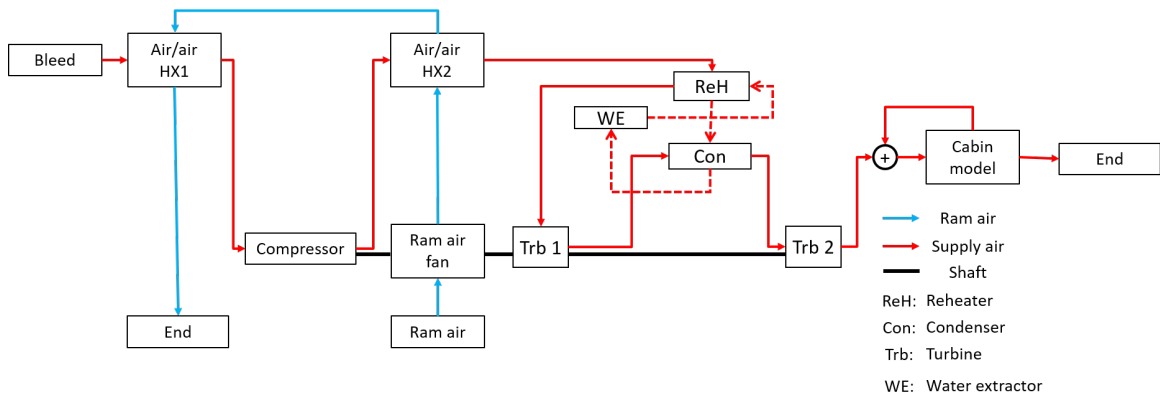 Bleed
Air/air
HX1
Air/air
HX2
ReH
WE
Con
+
Cabin
model
End
Compressor
Ram air
fan
Trb 1
Trb 2
End
Ram air
Ram air
Supply air
Shaft
ReH: Reheater
Con: Condenser
Trb: Turbine
WE: Water extractor